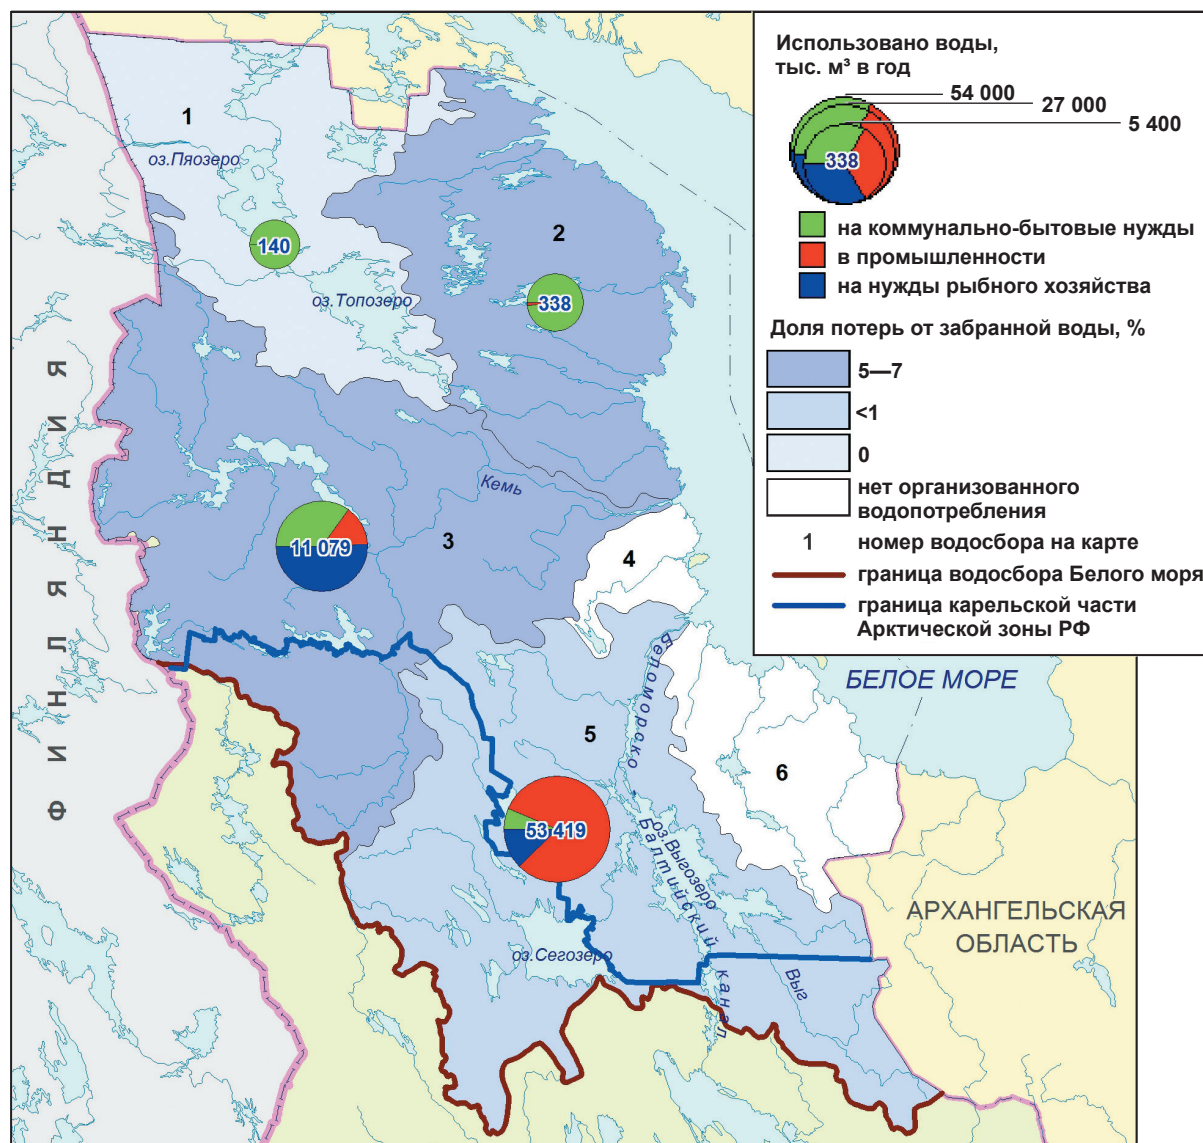 Использовано воды,
тыс. м³ в год
54 000
27 000
5 400
338
на коммунально-бытовые нужды
в промышленности
на нужды рыбного хозяйства
Доля потерь от забранной воды, %
5—7
<1
0
нет организованного
водопотребления
1 номер водосбора на карте
граница водосбора Белого моря
граница карельской части
Арктической зоны РФ
1
оз.Пяозеро
140
2
оз.Топозеро
338
ФИНЛЯНДИЯ
Кемь
11 079
3
4
Беломорско-Балтийский канал
БЕЛОЕ МОРЕ
5
6
53 419
оз.Выгозеро
АРХАНГЕЛЬСКАЯ
ОБЛАСТЬ
оз.Сегозеро
Выг